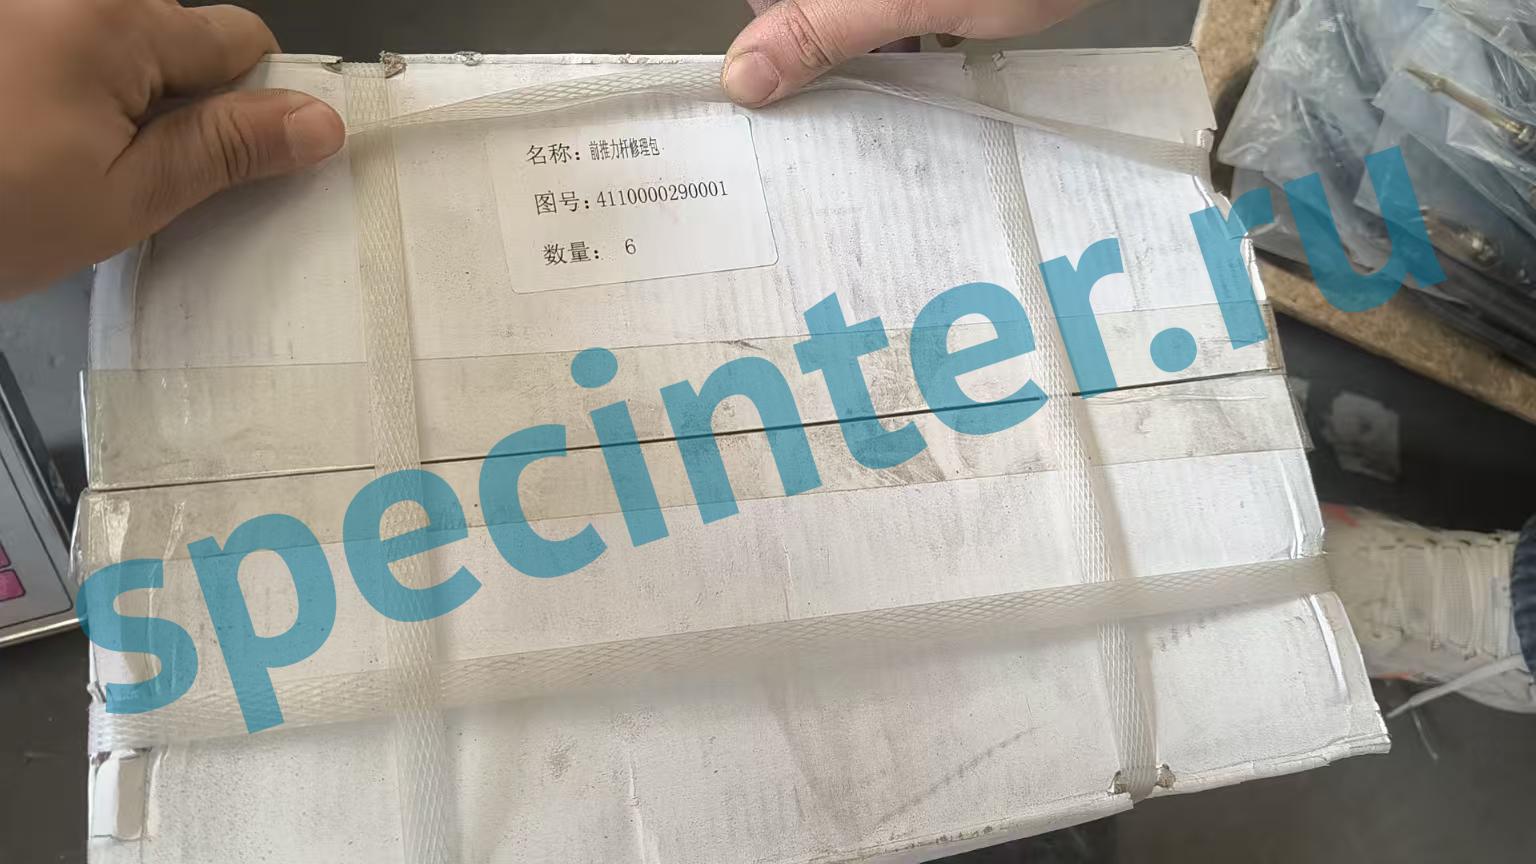 名称：前推力杆修理包
图号：4110000290001
数量： 6
specinter.ru